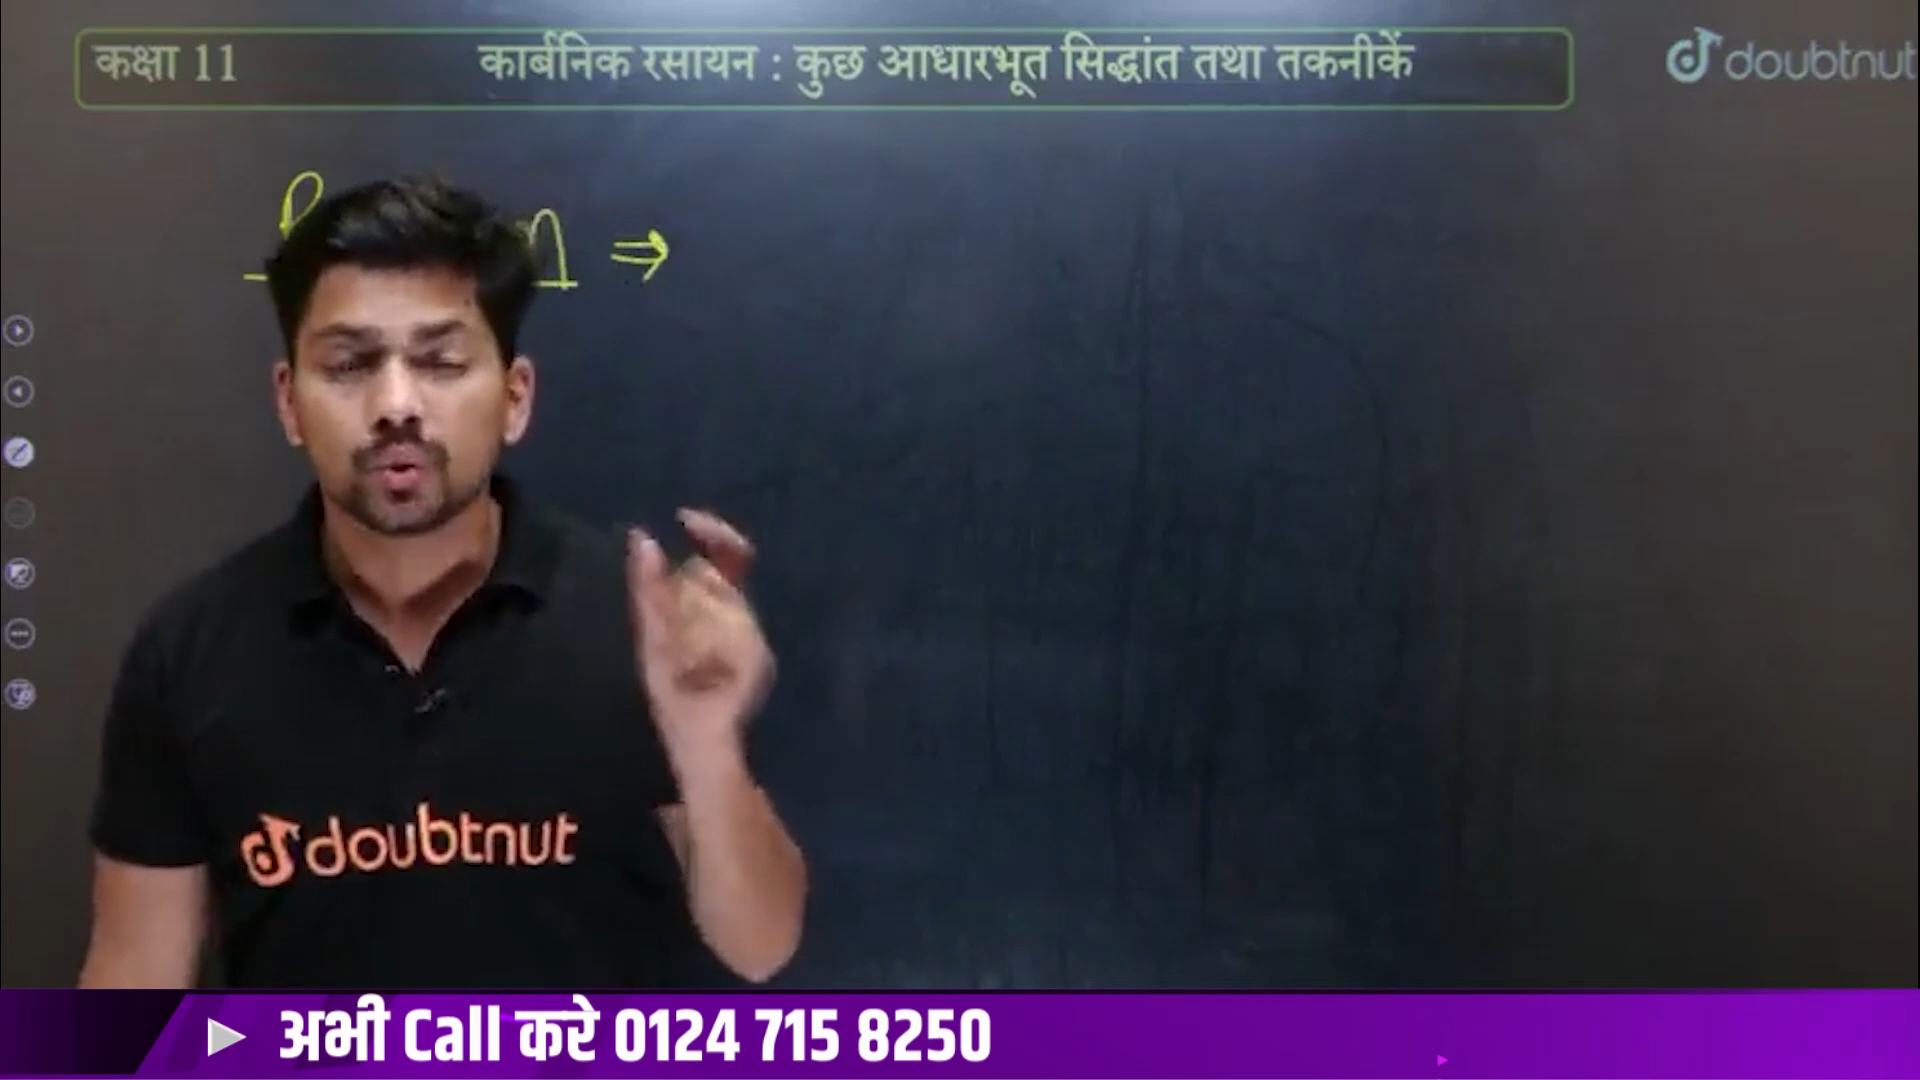 कक्षा 11 कार्बनिक रसायन : कुछ आधारभूत सिद्धांत तथा तकनीकें
doubtnut
⇒
doubtnut
अभी Call करे 0124 715 8250